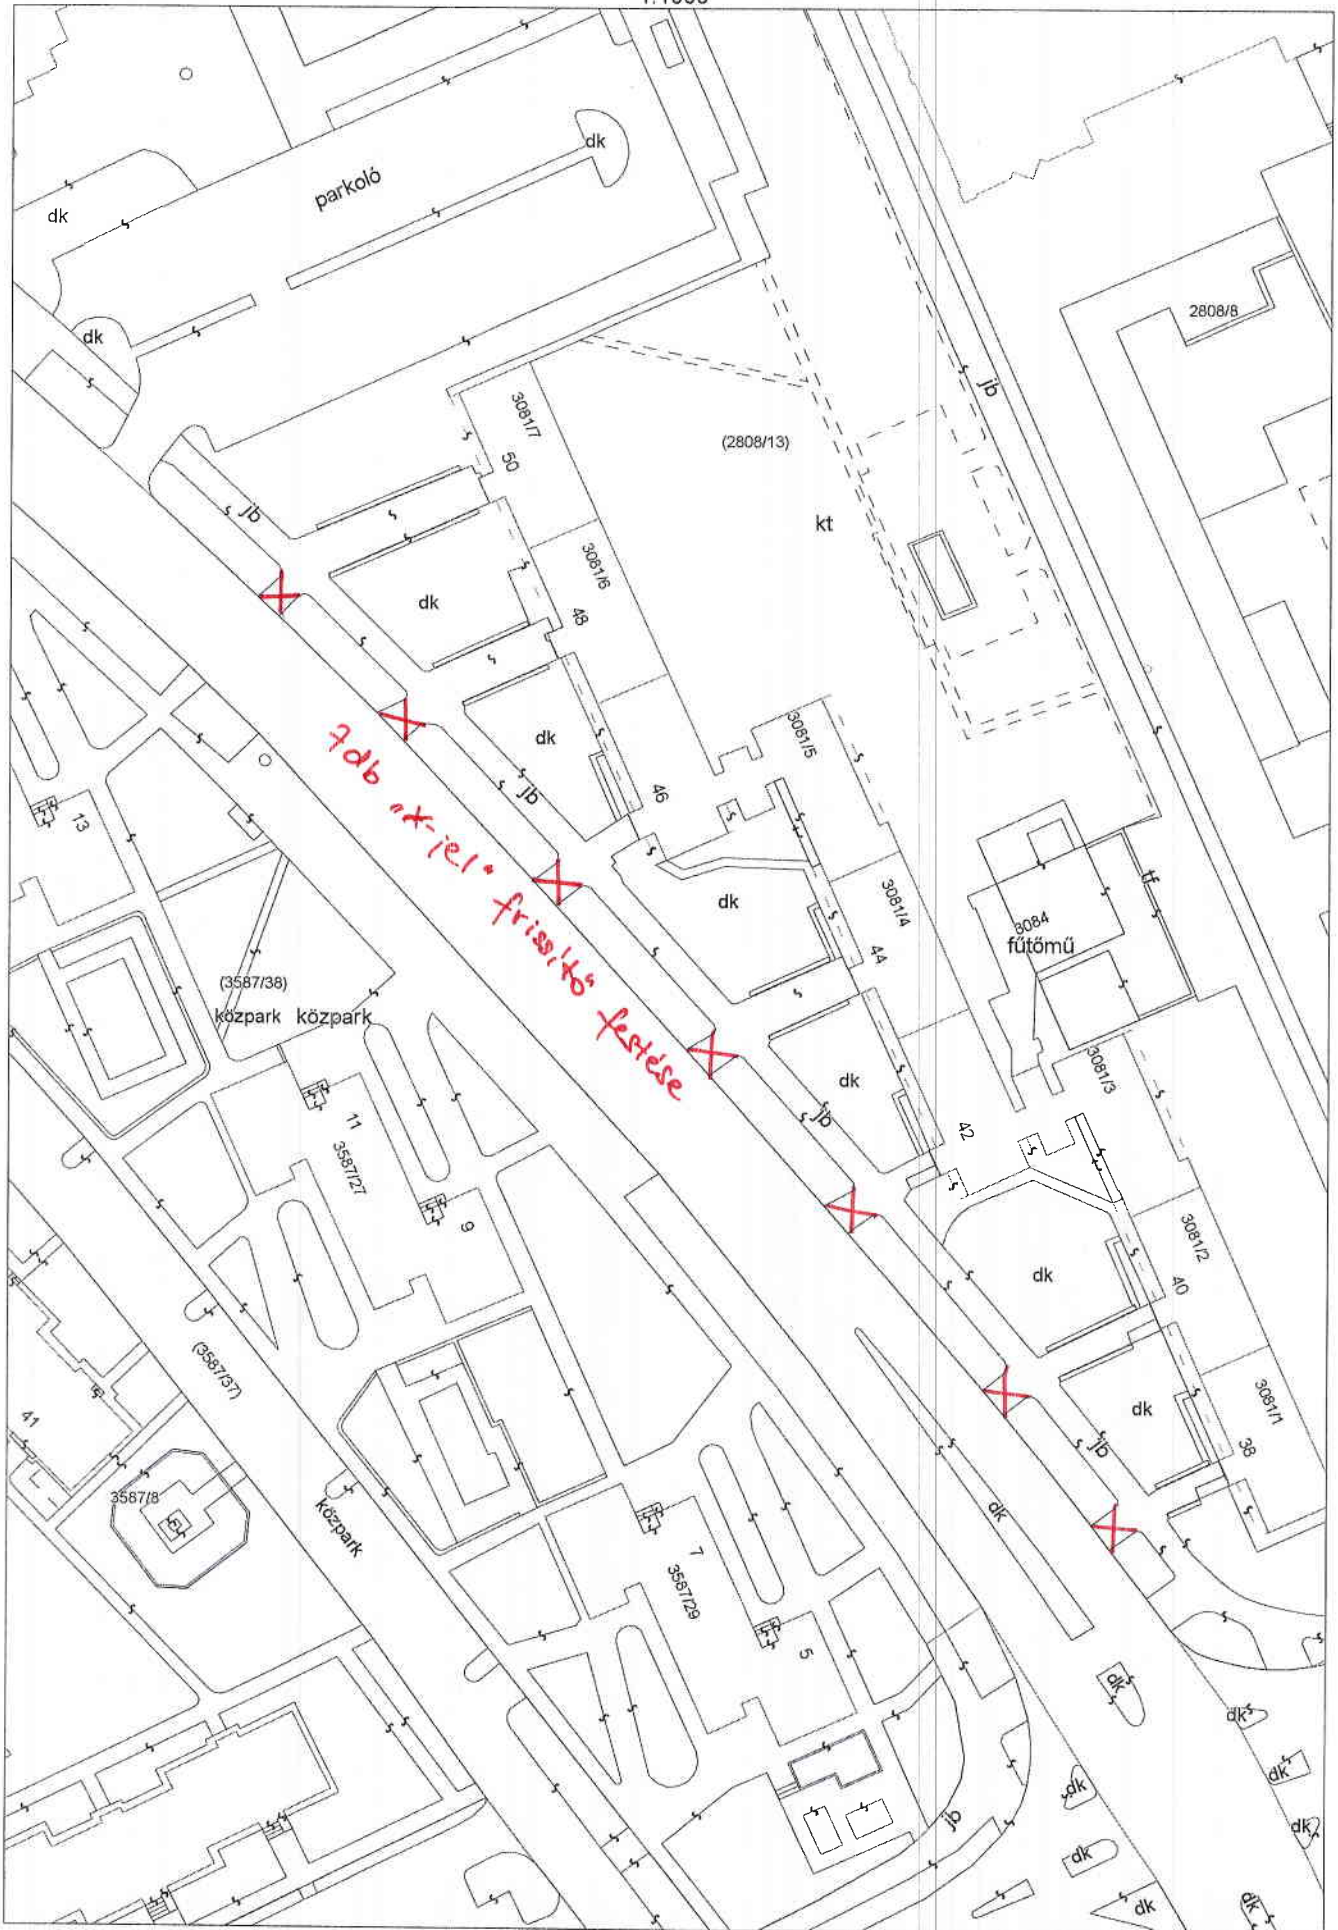 dk
parkoló
dk
dk
2808/8
jb
3081/7
50
(2808/13)
kt
jb
3081/6
48
dk
dk
46
3081/5
jb
13
7db "X-jel" frissítő festése
dk
3081/4
44
tf
3084
fűtőmű
(3587/38)
közpark közpark
dk
jb
42
3081/3
11
3587/27
9
dk
3081/2
40
(3587/37)
41
dk
jb
3081/1
38
3587/8
közpark
dk
7
3587/29
5
dk
dk
dk
dk
dk
dk
jb
dk
dk